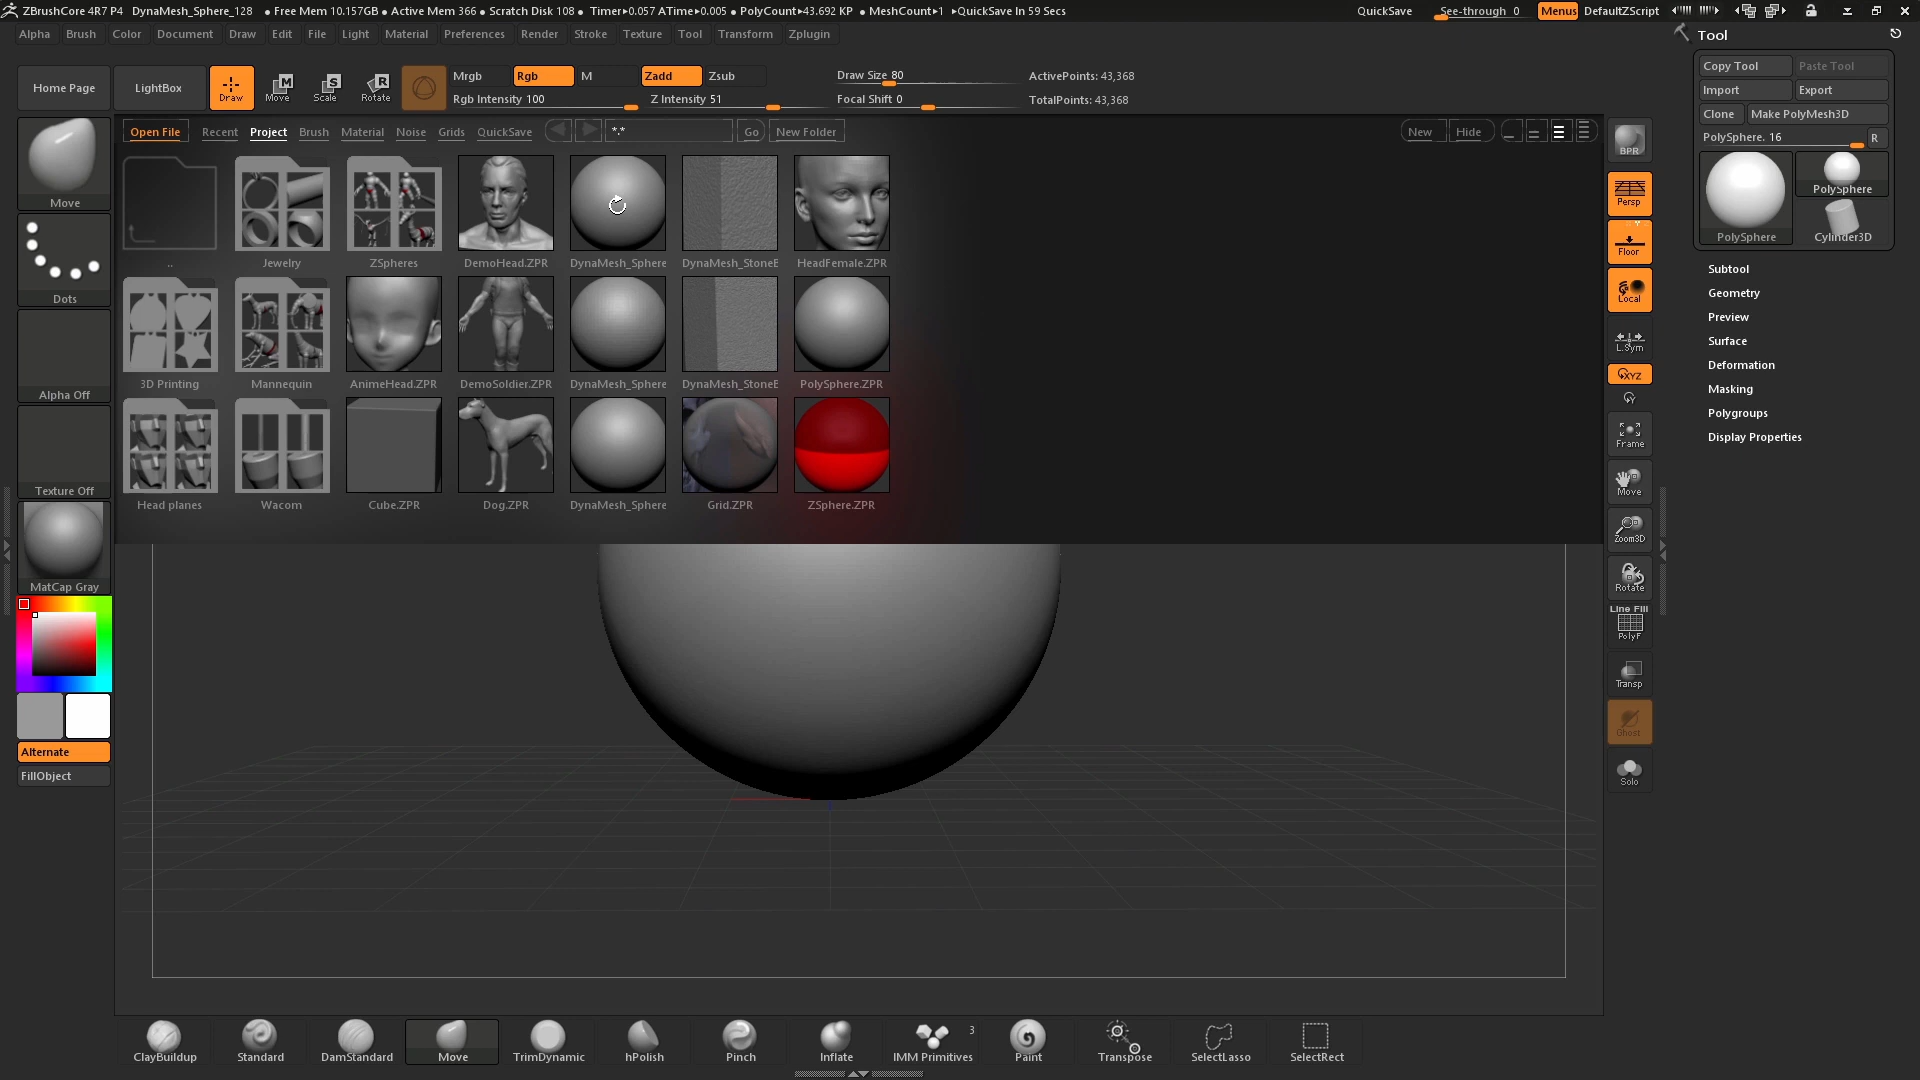 ZBrushCore 4R7 P4 DynaMesh_Sphere_128 • Free Mem 10.157GB • Active Mem 366 • Scratch Disk 108 • Timer▸0.057 ATime▸0.005 • PolyCount▸43.692 KP • MeshCount▸1 ▸QuickSave In 59 Secs QuickSave See-through 0 Menus DefaultZScript
Alpha Brush Color Document Draw Edit File Light Material Preferences Render Stroke Texture Tool Transform Zplugin
Tool
Home Page LightBox Draw Move Scale Rotate
Mrgb Rgb M Zadd Zsub
Rgb Intensity 100 Z Intensity 51
Draw Size 80
Focal Shift 0
ActivePoints: 43,368
TotalPoints: 43,368
Copy Tool Paste Tool
Import Export
Clone Make PolyMesh3D
PolySphere. 16 R
PolySphere
PolySphere Cylinder3D
Subtool
Geometry
Preview
Surface
Deformation
Masking
Polygroups
Display Properties
Open File Recent Project Brush Material Noise Grids QuickSave *.* Go New Folder New Hide
.. Jewelry ZSpheres DemoHead.ZPR DynaMesh_Sphere DynaMesh_StoneB HeadFemale.ZPR
3D Printing Mannequin AnimeHead.ZPR DemoSoldier.ZPR DynaMesh_Sphere DynaMesh_StoneB PolySphere.ZPR
Head planes Wacom Cube.ZPR Dog.ZPR DynaMesh_Sphere Grid.ZPR ZSphere.ZPR
Move
Dots
Alpha Off
Texture Off
MatCap Gray
Alternate
FillObject
BPR
Persp
Floor
Local
L.Sym
XYZ
Y
Frame
Move
Zoom3D
Rotate
Line Fill
PolyF
Transp
Ghost
Solo
ClayBuildup Standard DamStandard Move TrimDynamic hPolish Pinch Inflate IMM Primitives 3 Paint Transpose SelectLasso SelectRect